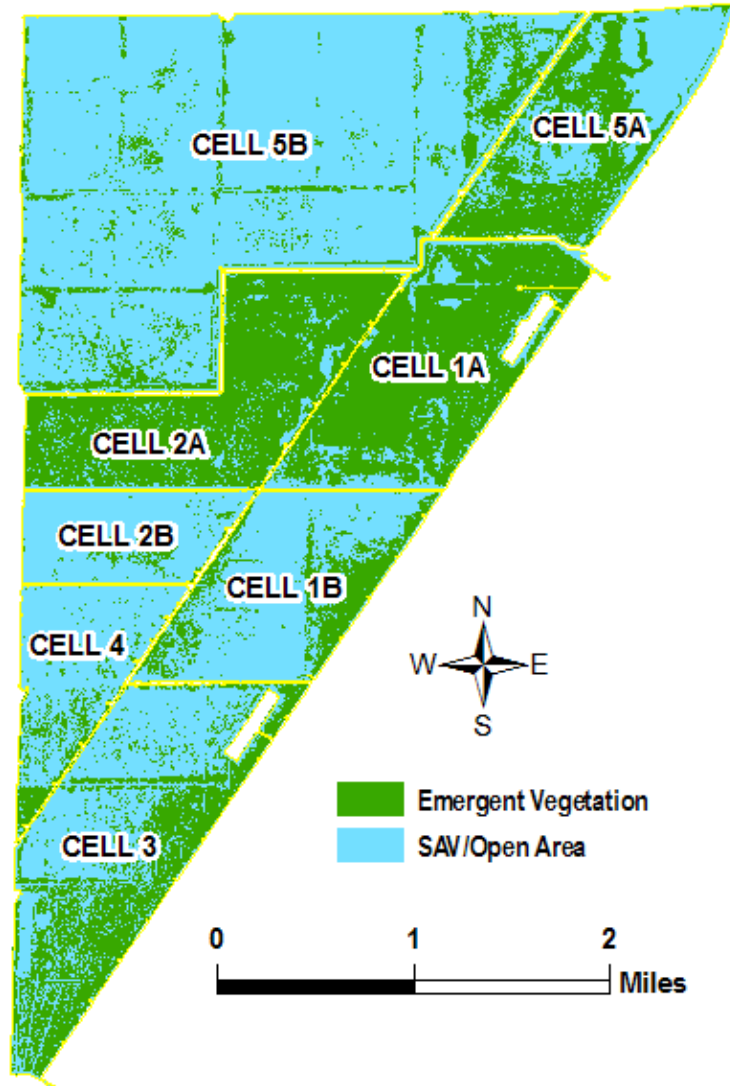 CELL 5A
CELL 5B
CELL 1A
CELL 2A
CELL 2B
CELL 1B
CELL 4
N
W E
S
Emergent Vegetation
SAV/Open Area
CELL 3
0 1 2
Miles